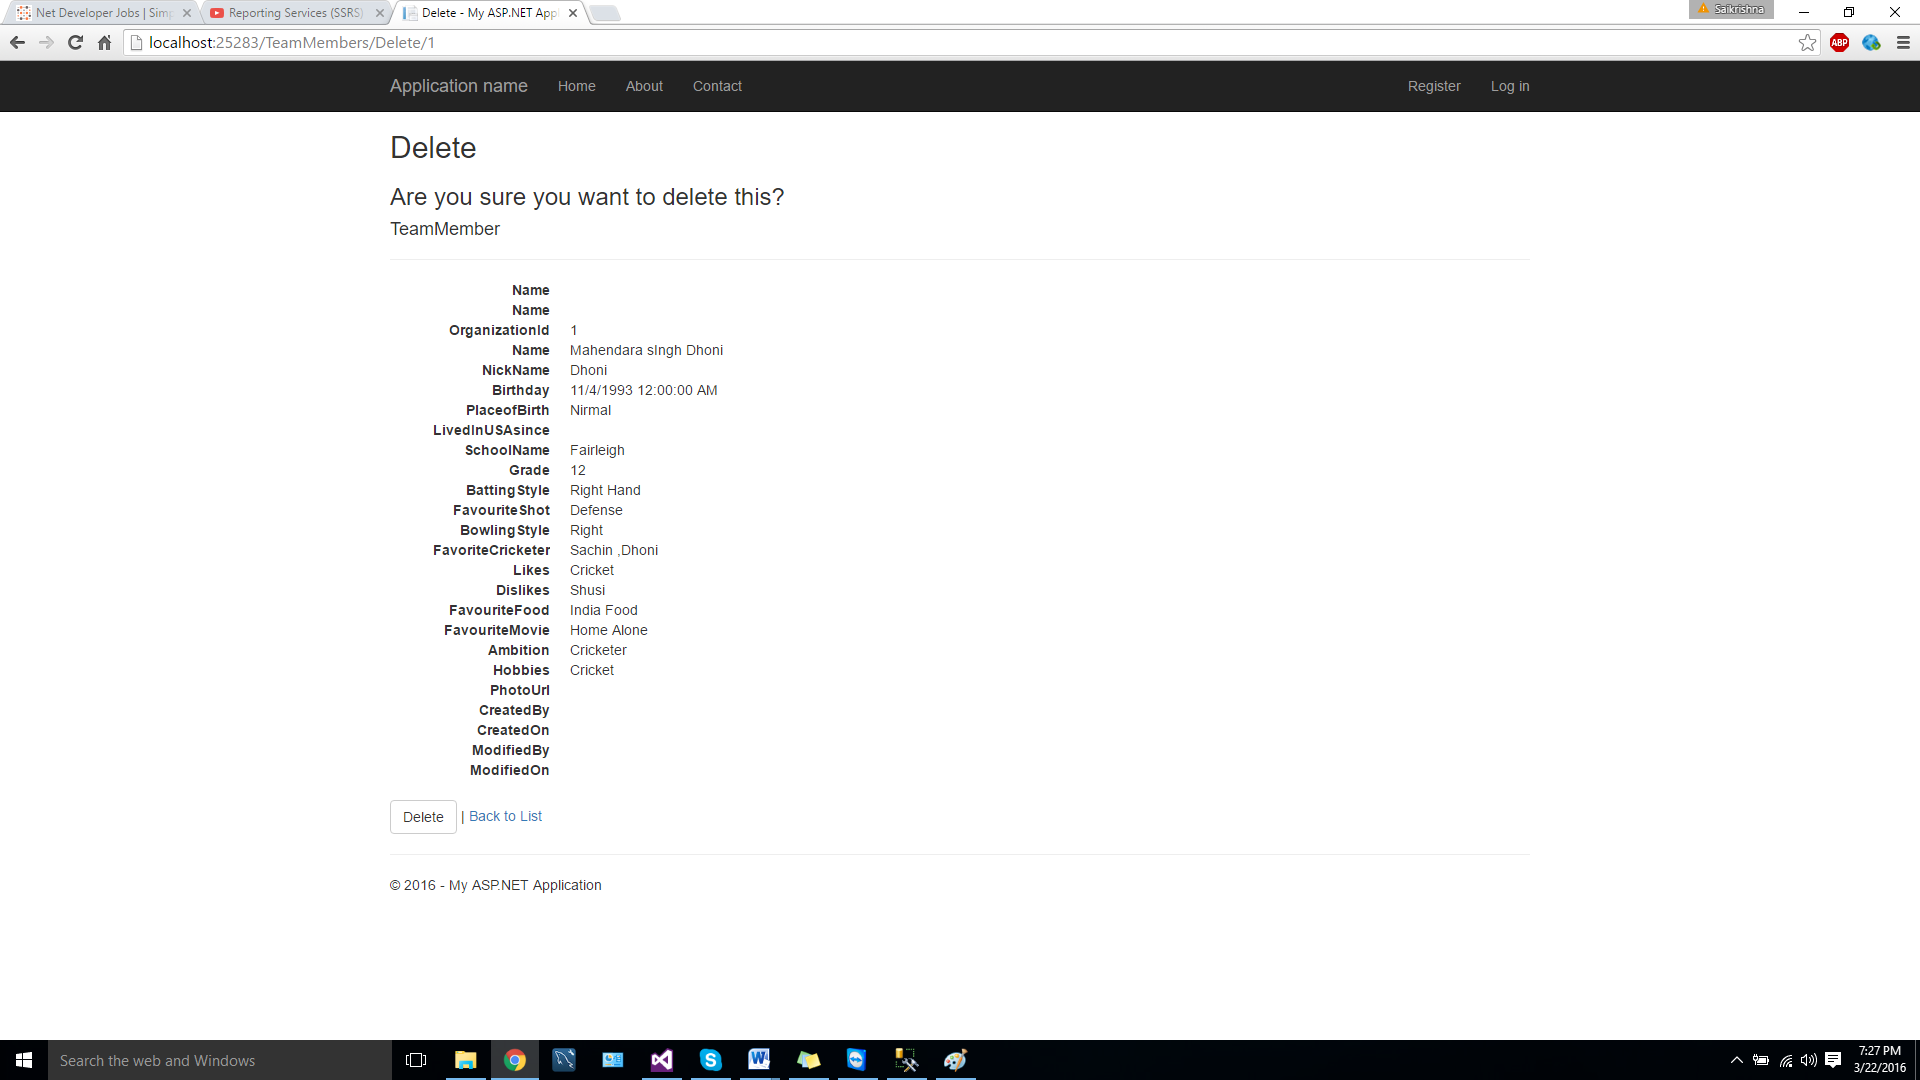 Net Developer Jobs | Sim
Reporting Services (SSRS)
Delete - My ASP.NET App
Saikrishna
localhost:25283/TeamMembers/Delete/1
ABP
Application name Home About Contact Register Log in
Delete
Are you sure you want to delete this?
TeamMember
Name
Name
OrganizationId 1
Name Mahendara sIngh Dhoni
NickName Dhoni
Birthday 11/4/1993 12:00:00 AM
PlaceofBirth Nirmal
LivedInUSAsince
SchoolName Fairleigh
Grade 12
BattingStyle Right Hand
FavouriteShot Defense
BowlingStyle Right
FavoriteCricketer Sachin ,Dhoni
Likes Cricket
Dislikes Shusi
FavouriteFood India Food
FavouriteMovie Home Alone
Ambition Cricketer
Hobbies Cricket
PhotoUrl
CreatedBy
CreatedOn
ModifiedBy
ModifiedOn
Delete | Back to List
© 2016 - My ASP.NET Application
Search the web and Windows
7:27 PM
3/22/2016